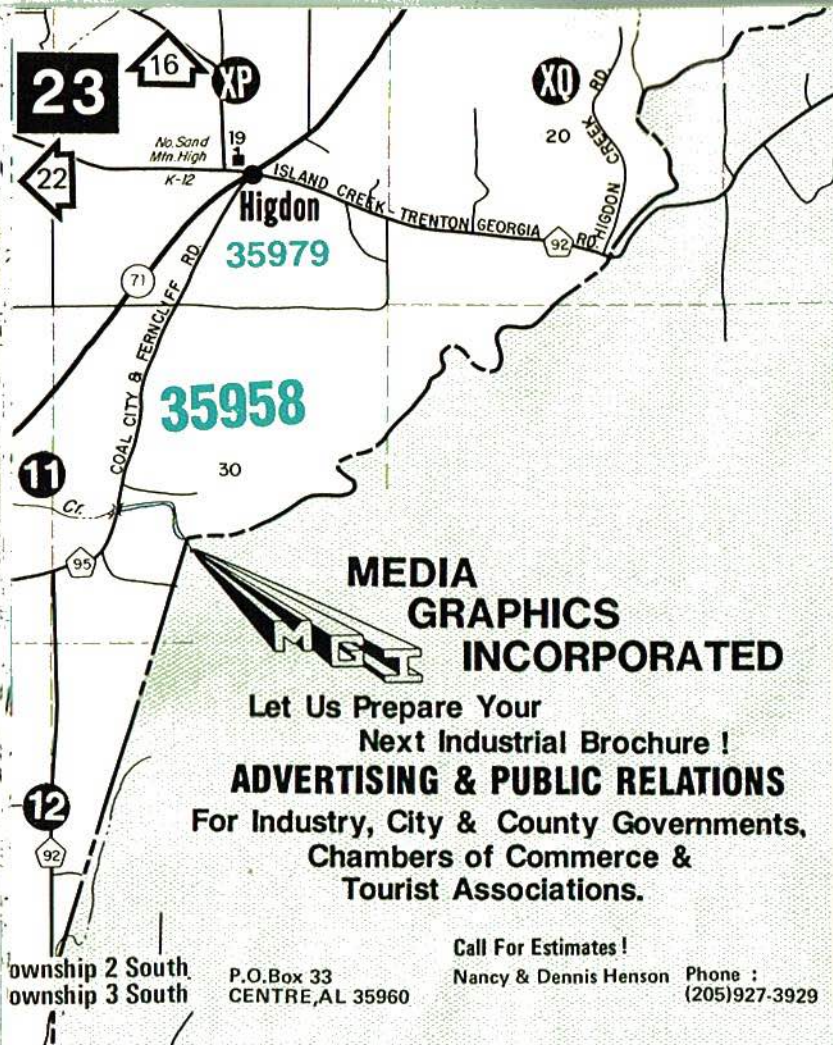 23
16
XP
XQ
No.Sand
Mtn.High
K-12
19
20
22
Higdon
35979
ISLAND CREEK - TRENTON GEORGIA RD.
92
HIGDON CREEK RD.
71
COAL CITY & FERNCLIFF RD.
35958
30
11
Cr.
95
MEDIA
GRAPHICS
INCORPORATED
MGI
Let Us Prepare Your
Next Industrial Brochure !
ADVERTISING & PUBLIC RELATIONS
For Industry, City & County Governments,
Chambers of Commerce &
Tourist Associations.
12
92
Call For Estimates !
ownship 2 South
ownship 3 South
P.O.Box 33
CENTRE,AL 35960
Nancy & Dennis Henson
Phone :
(205)927-3929